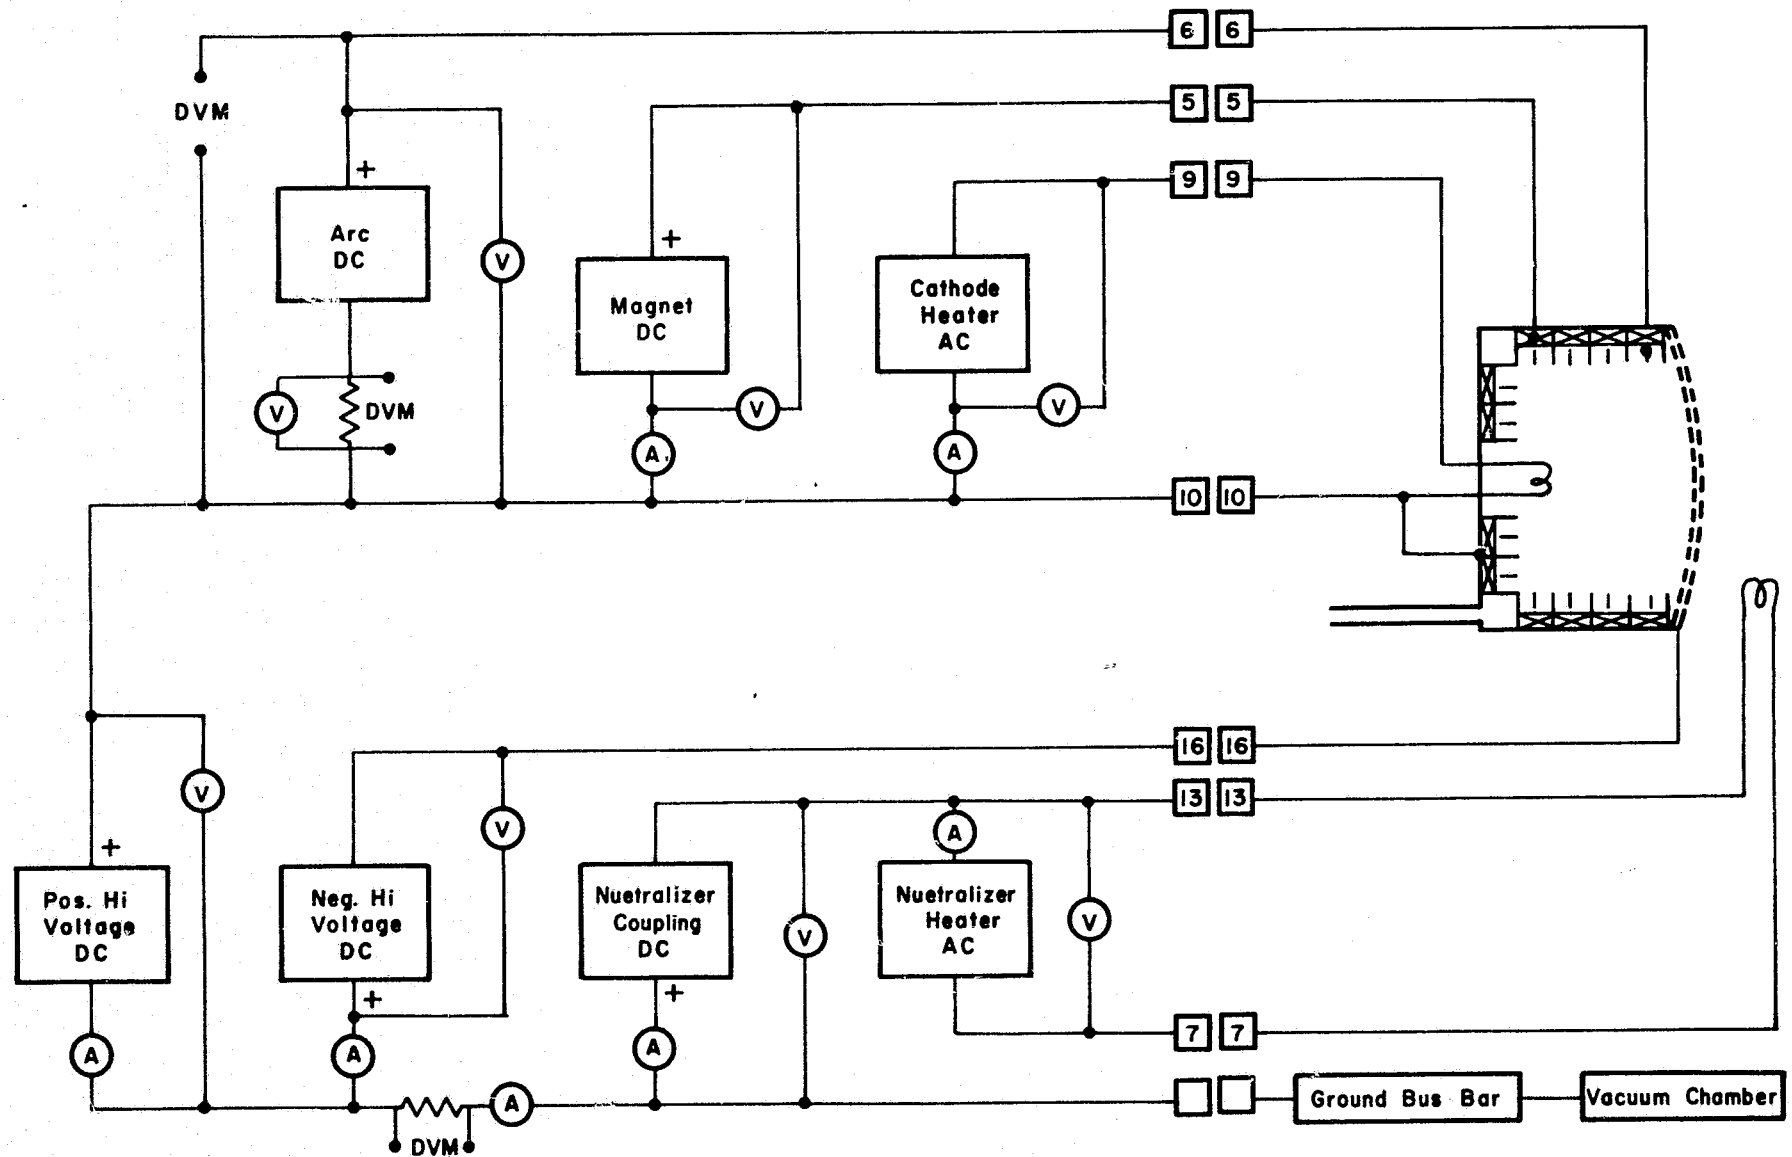 6 6
DVM
5 5
+
9 9
Arc
DC
V
+
Magnet
DC
Cathode
Heater
AC
V
DVM
V
V
A
A
10 10
16 16
13 13
V
V
A
+
Pos. Hi
Voltage
DC
Neg. Hi
Voltage
DC
Nuetralizer
Coupling
DC
V
Nuetralizer
Heater
AC
V
+
+
7 7
A
A
A
A
Ground Bus Bar
Vacuum Chamber
DVM